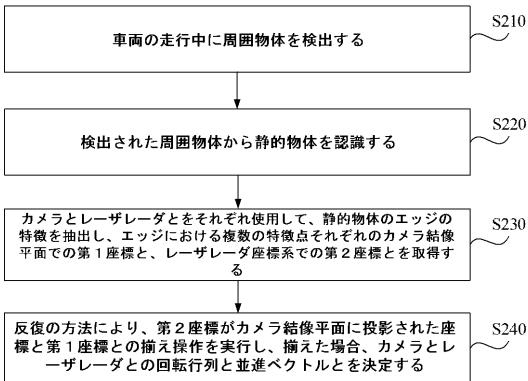 S210
車両の走行中に周囲物体を検出する
S220
検出された周囲物体から静的物体を認識する
S230
カメラとレーザレーダとをそれぞれ使用して、静的物体のエッジの
特徴を抽出し、エッジにおける複数の特徴点それぞれのカメラ結像
平面での第１座標と、レーザレーダ座標系での第２座標とを取得す
る
S240
反復の方法により、第２座標がカメラ結像平面に投影された座
標と第１座標との揃え操作を実行し、揃えた場合、カメラとレ
ーザレーダとの回転行列と並進ベクトルとを決定する